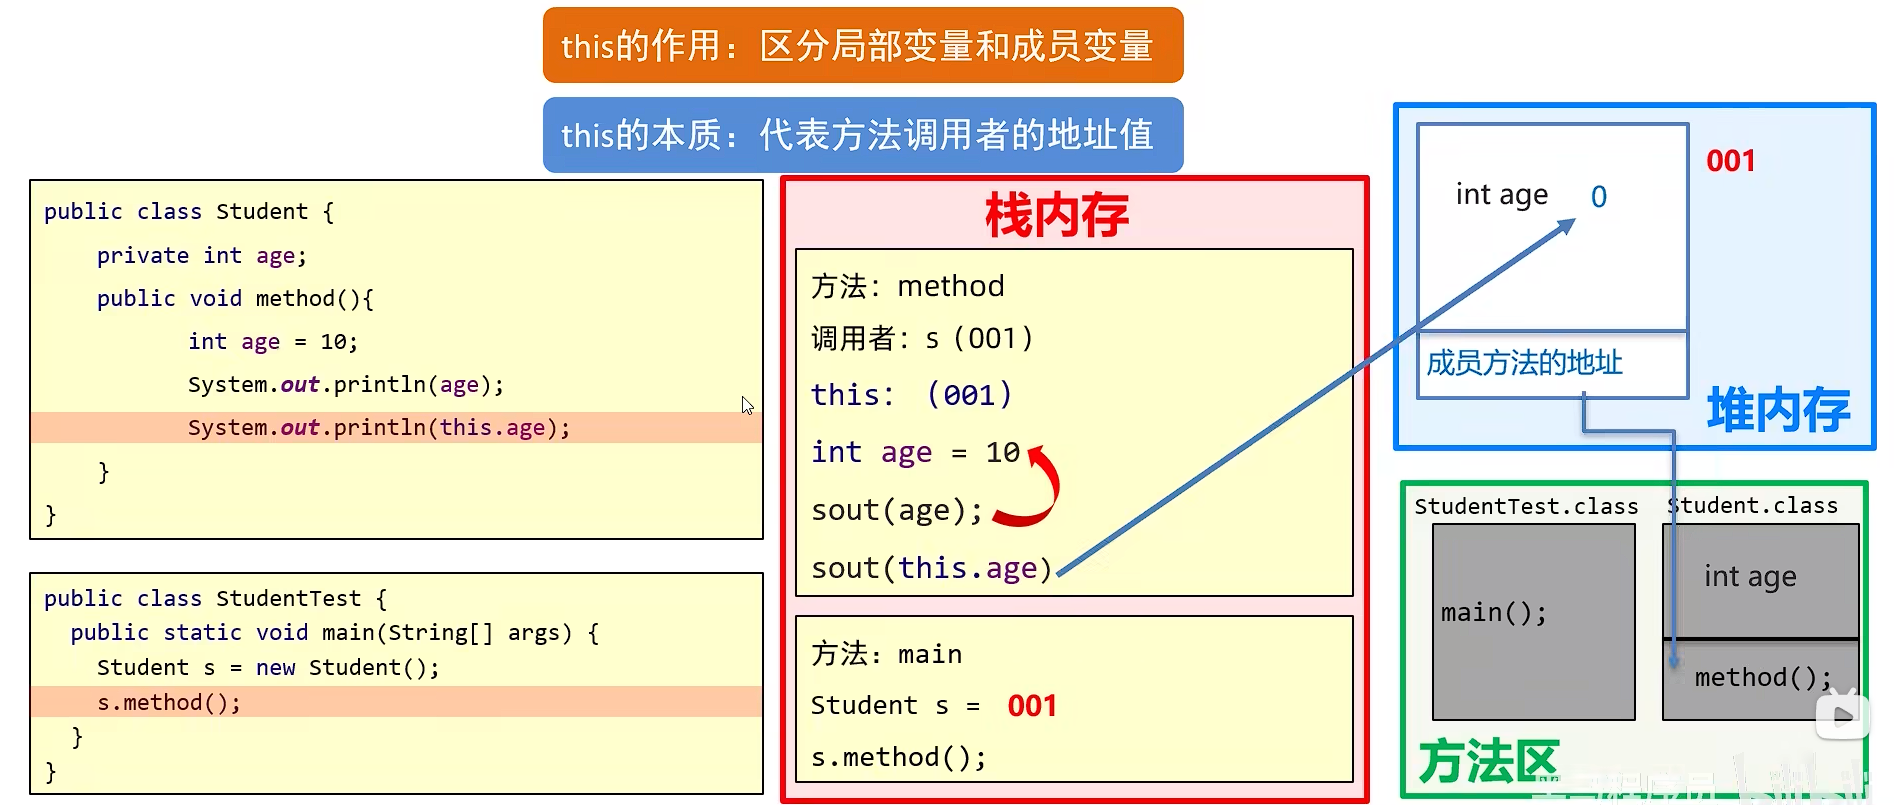 this的作用：区分局部变量和成员变量
this的本质：代表方法调用者的地址值
public class Student {
private int age;
public void method(){
int age = 10;
System.out.println(age);
System.out.println(this.age);
}
}
public class StudentTest {
public static void main(String[] args) {
Student s = new Student();
s.method();
}
}
栈内存
方法：method
调用者：s（001）
this：（001）
int age = 10
sout(age);
sout(this.age)
方法：main
Student s = 001
s.method();
int age 0
001
成员方法的地址
堆内存
StudentTest.class
main();
Student.class
int age
method();
方法区